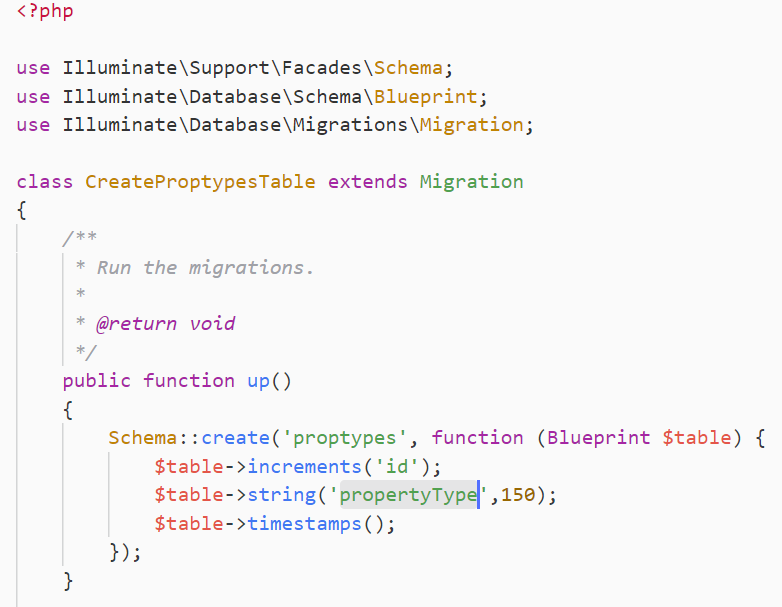 <?php
use Illuminate\Support\Facades\Schema;
use Illuminate\Database\Schema\Blueprint;
use Illuminate\Database\Migrations\Migration;
class CreateProptypesTable extends Migration
{
/**
* Run the migrations.
*
* @return void
*/
public function up()
{
Schema::create('proptypes', function (Blueprint $table) {
$table->increments('id');
$table->string('propertyType',150);
$table->timestamps();
});
}